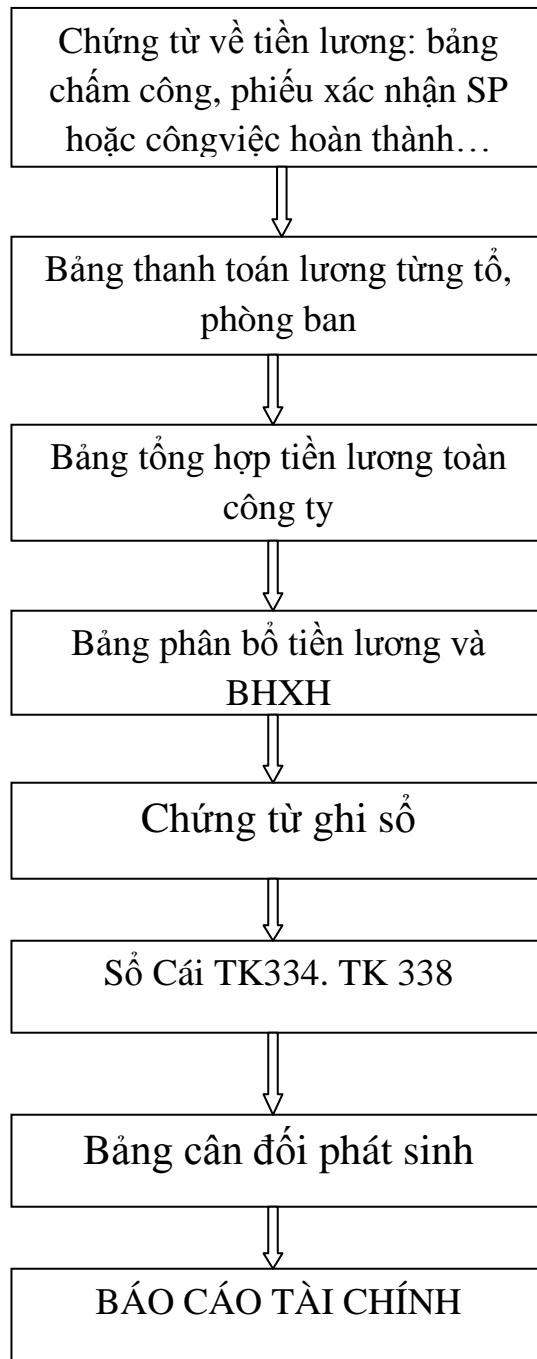 Chứng từ về tiền lương: bảng
chấm công, phiếu xác nhận SP
hoặc côngviệc hoàn thành…
Bảng thanh toán lương từng tổ,
phòng ban
Bảng tổng hợp tiền lương toàn
công ty
Bảng phân bổ tiền lương và
BHXH
Chứng từ ghi sổ
Sổ Cái TK334. TK 338
Bảng cân đối phát sinh
BÁO CÁO TÀI CHÍNH